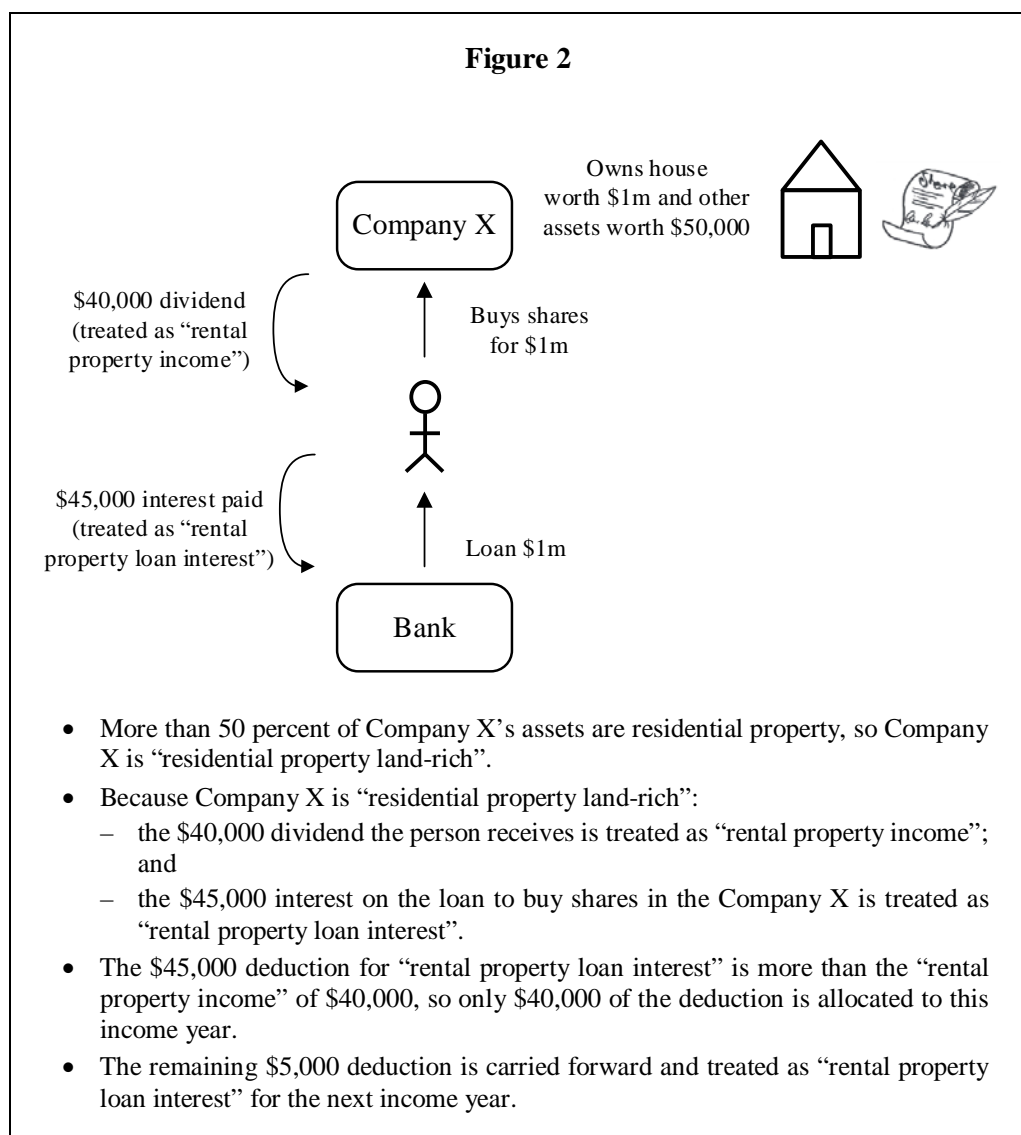 Figure 2
Owns house
worth $1m and other
assets worth $50,000
Company X
$40,000 dividend
(treated as “rental
property income”)
Buys shares
for $1m
$45,000 interest paid
(treated as “rental
property loan interest”)
Loan $1m
Bank
• More than 50 percent of Company X’s assets are residential property, so Company
X is “residential property land-rich”.
• Because Company X is “residential property land-rich”:
– the $40,000 dividend the person receives is treated as “rental property income”;
and
– the $45,000 interest on the loan to buy shares in the Company X is treated as
“rental property loan interest”.
• The $45,000 deduction for “rental property loan interest” is more than the “rental
property income” of $40,000, so only $40,000 of the deduction is allocated to this
income year.
• The remaining $5,000 deduction is carried forward and treated as “rental property
loan interest” for the next income year.